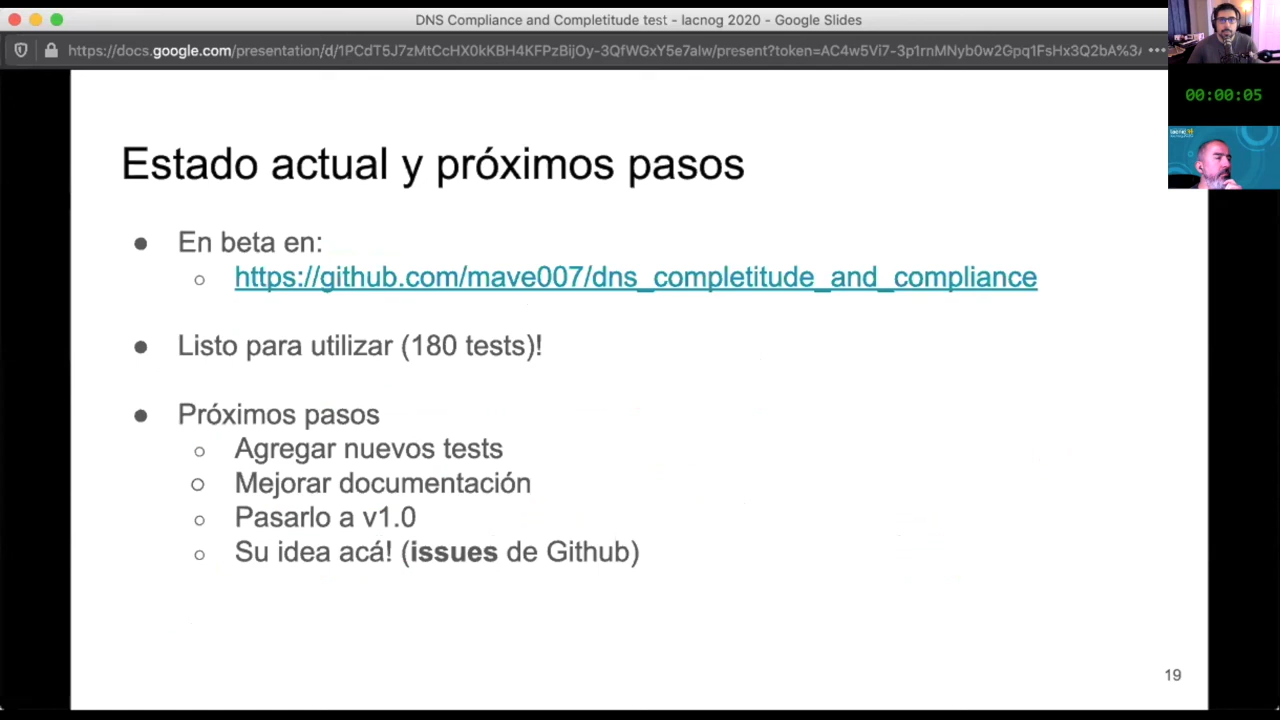 DNS Compliance and Completitude test - lacnog 2020 - Google Slides
https://docs.google.com/presentation/d/1PCdT5J7zMtCcHX0kKBH4KFPzBijOy-3QfWGxY5e7aIw/present?token=AC4w5Vi7-3p1rnMNyb0w2Gpq1FsHx3Q2bA%3A
00:00:05
Estado actual y próximos pasos
● En beta en:
○ https://github.com/mave007/dns_completitude_and_compliance
● Listo para utilizar (180 tests)!
● Próximos pasos
○ Agregar nuevos tests
○ Mejorar documentación
○ Pasarlo a v1.0
○ Su idea acá! (issues de Github)
19